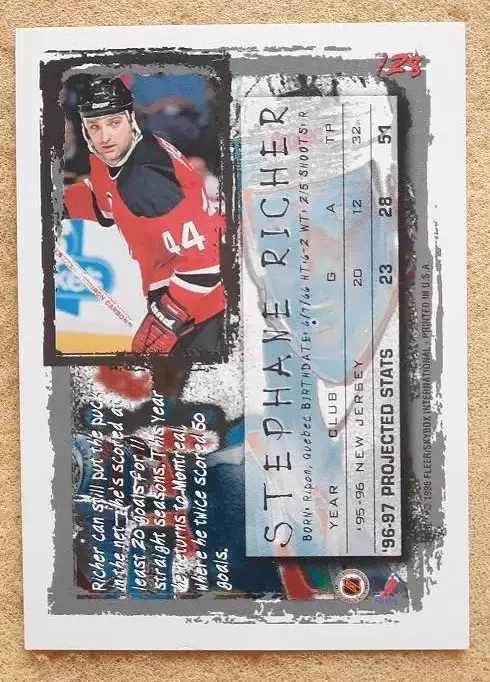 128
STEPHANE RICHER
BORN: Ripon, Quebec BIRTHDATE: 6/7/66 HT: 6-2 WT: 215 SHOOTS: R
YEAR CLUB G A TP
'95-96 NEW JERSEY 20 12 32
'96-97 PROJECTED STATS 23 28 51
44
Richer can still put the puck
in the net - he's scored at
least 20 goals for 11
straight seasons. This year
he returns to Montreal,
where he twice scored 50
goals.
© 1996 FLEER/SKYBOX INTERNATIONAL • PRINTED IN U.S.A.